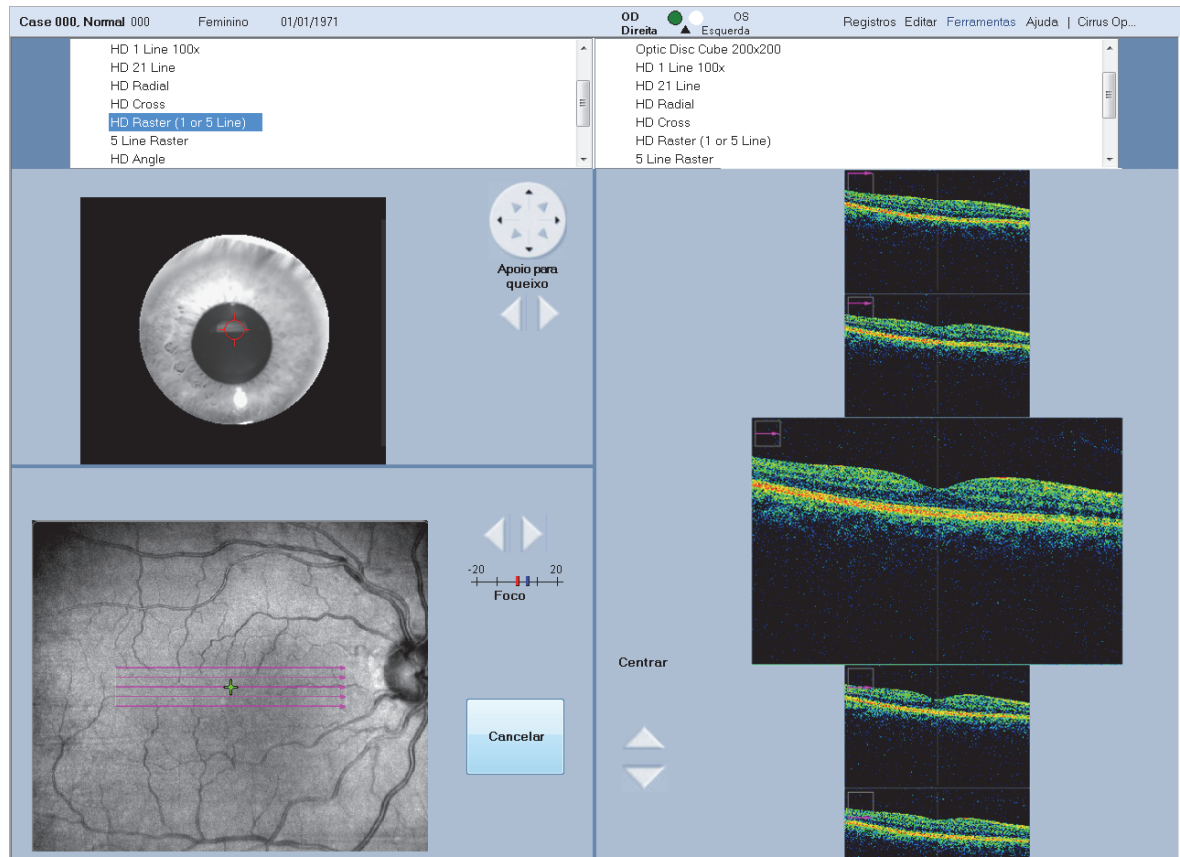 Case 000, Normal 000 Feminino 01/01/1971
OD Direita
OS Esquerda
Registros Editar Ferramentas Ajuda | Cirrus Op...
HD 1 Line 100x
HD 21 Line
HD Radial
HD Cross
HD Raster (1 or 5 Line)
5 Line Raster
HD Angle
Optic Disc Cube 200x200
HD 1 Line 100x
HD 21 Line
HD Radial
HD Cross
HD Raster (1 or 5 Line)
5 Line Raster
Apoio para
queixo
-20 20
Foco
Cancelar
Centrar